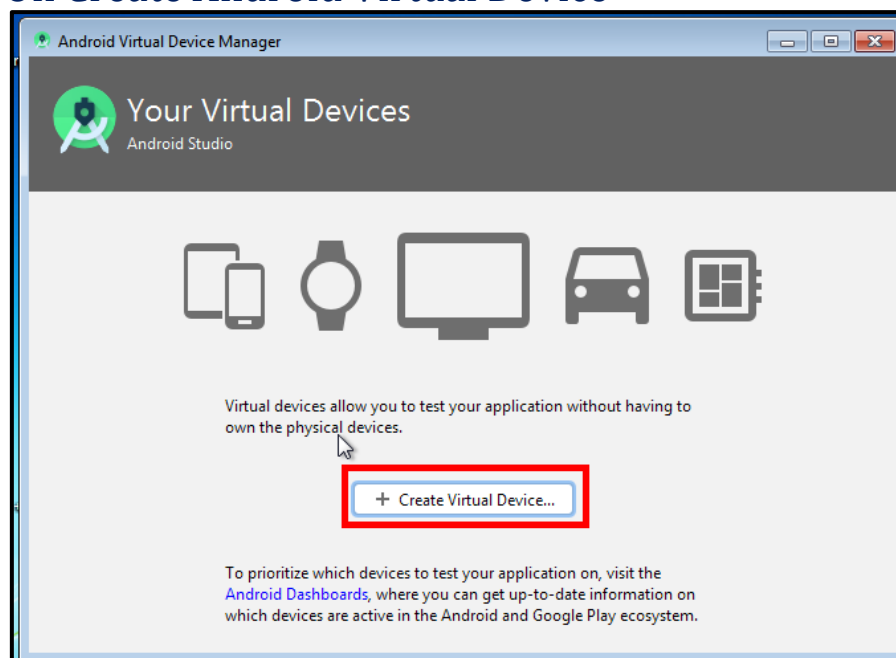 Android Virtual Device Manager
Your Virtual Devices
Android Studio
Virtual devices allow you to test your application without having to
own the physical devices.
+ Create Virtual Device...
To prioritize which devices to test your application on, visit the
Android Dashboards, where you can get up-to-date information on
which devices are active in the Android and Google Play ecosystem.